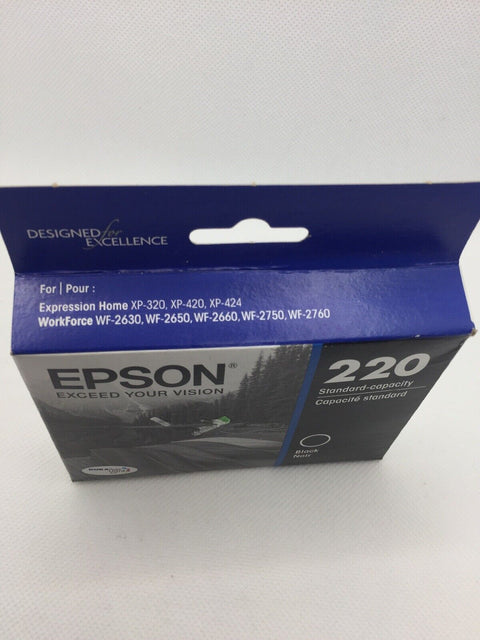 DESIGNED for EXCELLENCE
For | Pour :
Expression Home XP-320, XP-420, XP-424
WorkForce WF-2630, WF-2650, WF-2660, WF-2750, WF-2760
EPSON®
EXCEED YOUR VISION
220
Standard-capacity
Capacité standard
Black
Noir